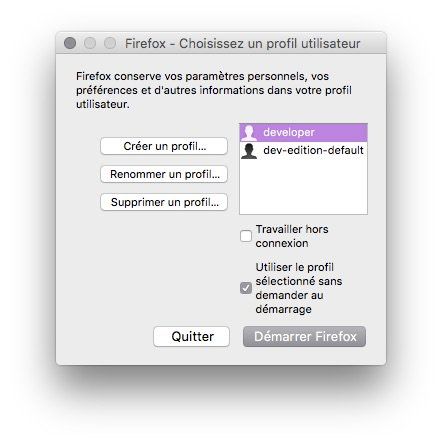 Firefox - Choisissez un profil utilisateur
Firefox conserve vos paramètres personnels, vos
préférences et d'autres informations dans votre profil
utilisateur.
Créer un profil...
Renommer un profil...
Supprimer un profil...
developer
dev-edition-default
Travailler hors
connexion
Utiliser le profil
sélectionné sans
demander au
démarrage
Quitter
Démarrer Firefox